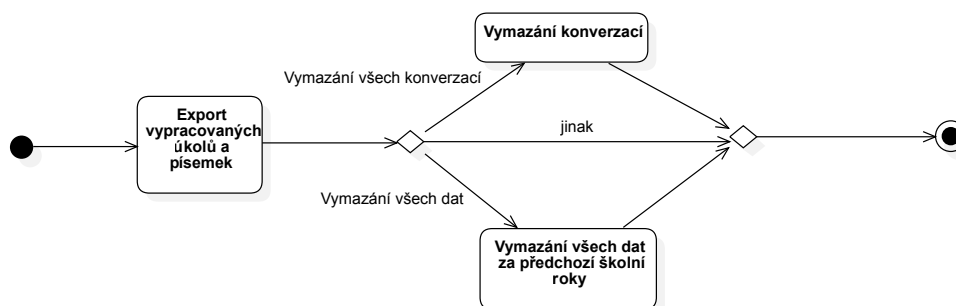 Vymazání konverzací
Vymazání všech konverzací
Export
vypracovaných
úkolů a
písemek
jinak
Vymazání všech dat
Vymazání všech dat
za předchozí školní
roky